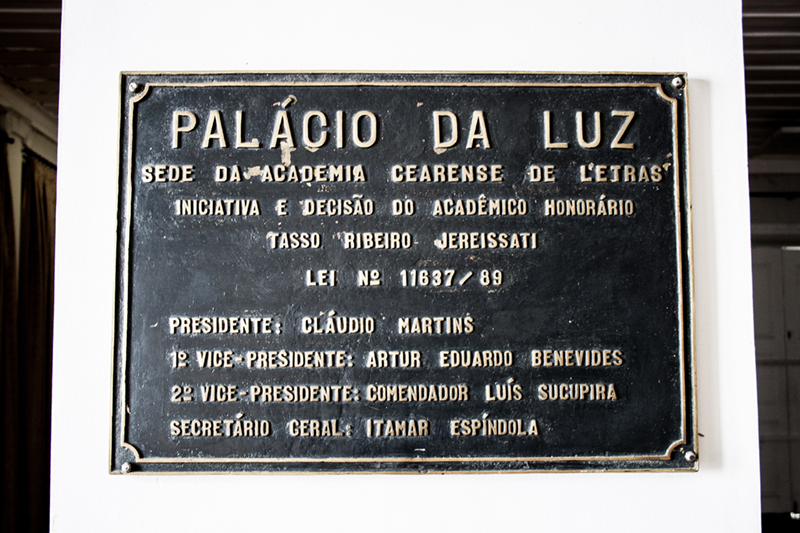 PALÁCIO DA LUZ
SEDE DA ACADEMIA CEARENSE DE LETRAS
INICIATIVA E DECISÃO DO ACADÊMICO HONORÁRIO
TASSO RIBEIRO JEREISSATI
LEI Nº 11637/89
PRESIDENTE: CLÁUDIO MARTINS
1º VICE-PRESIDENTE: ARTUR EDUARDO BENEVIDES
2º VICE-PRESIDENTE: COMENDADOR LUÍS SUCUPIRA
SECRETÁRIO GERAL: ITAMAR ESPÍNDOLA